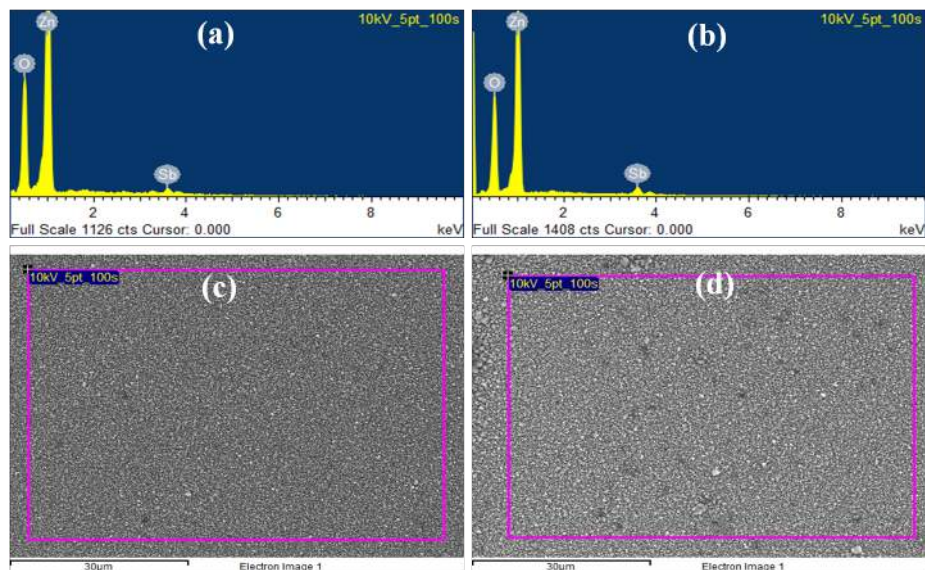 10kV_5pt_100s
(a)
Zn
O
Sb
2 4 6 8
Full Scale 1126 cts Cursor: 0.000 keV
10kV_5pt_100s
(b)
Zn
O
Sb
2 4 6 8
Full Scale 1408 cts Cursor: 0.000 keV
10kV_5pt_100s
(c)
30μm Electron Image 1
10kV_5pt_100s
(d)
30μm Electron Image 1